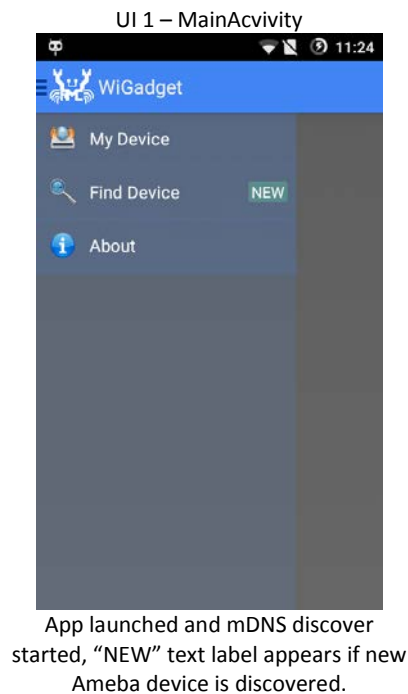 UI 1 – MainAcvivity
11:24
WiGadget
My Device
Find Device NEW
About
App launched and mDNS discover
started, “NEW” text label appears if new
Ameba device is discovered.